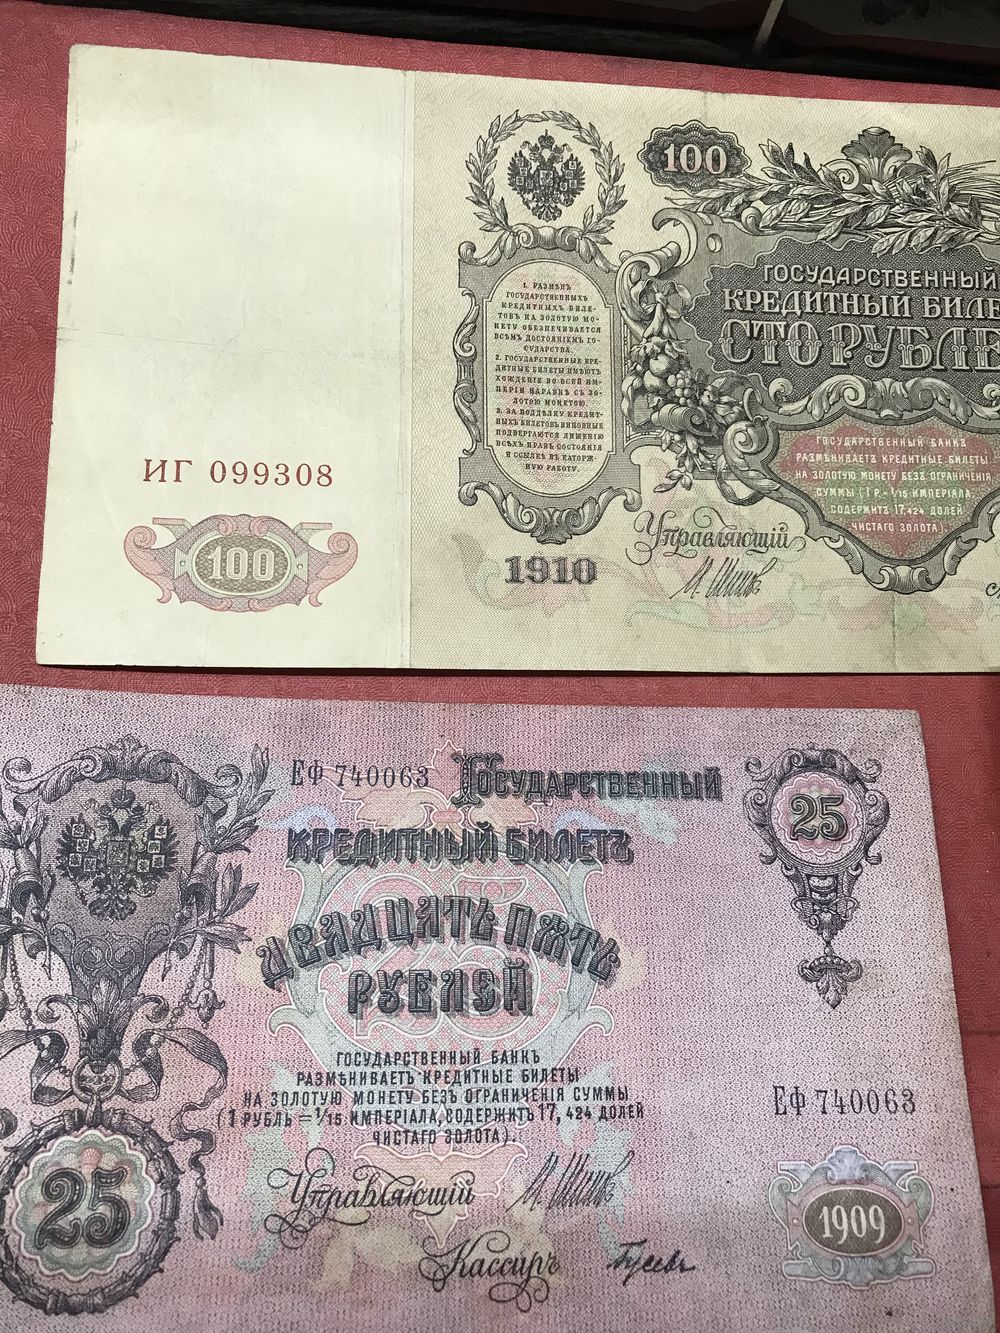 100
ГОСУДАРСТВЕННЫЙ
КРЕДИТНЫЙ
СТО
1. РАЗМѢНЪ
ГОСУДАРСТВЕННЫХЪ
КРЕДИТНЫХЪ БИЛЕ-
ТОВЪ НА ЗОЛОТУЮ МО-
НЕТУ ОБЕЗПЕЧИВАЕТСЯ
ВСѢМЪ ДОСТОЯНІЕМЪ ГО-
СУДАРСТВА.
2. ГОСУДАРСТВЕННЫЕ КРЕ-
ДИТНЫЕ БИЛЕТЫ ИМѢЮТЪ
ХОЖДЕНІЕ ВО ВСЕЙ ИМ-
ПЕРІИ НАРАВНѢ СЪ ЗО-
ЛОТОЮ МОНЕТОЮ.
3. ЗА ПОДДѢЛКУ КРЕДИТ-
НЫХЪ БИЛЕТОВЪ ВИНОВНЫЕ
ПОДВЕРГАЮТСЯ ЛИШЕНІЮ
ВСѢХЪ ПРАВЪ СОСТОЯНІЯ
И ССЫЛКѢ ВЪ КАТОРЖ-
НУЮ РАБОТУ.
ГОСУДАРСТВЕННЫЙ БАНКЪ
РАЗМѢНИВАЕТЪ КРЕДИТНЫЕ БИЛЕТЫ
НА ЗОЛОТУЮ МОНЕТУ БЕЗЪ ОГРАНИЧЕНІЯ
СУММЫ (1 Р.= 1/15 ИМПЕРІАЛА,
СОДЕРЖИТЪ 17,424 ДОЛЕЙ
ЧИСТАГО ЗОЛОТА).
ИГ 099308
100
1910
Управляющій
ЕФ 740063
Государственный
КРЕДИТНЫЙ БИЛЕТЪ
ДВАДЦАТЬ ПЯТЬ
РУБЛЕЙ
25
ГОСУДАРСТВЕННЫЙ БАНКЪ
РАЗМѢНИВАЕТЪ КРЕДИТНЫЕ БИЛЕТЫ
НА ЗОЛОТУЮ МОНЕТУ БЕЗЪ ОГРАНИЧЕНІЯ СУММЫ
(1 РУБЛЬ = 1/15 ИМПЕРІАЛА, СОДЕРЖИТЪ 17,424 ДОЛЕЙ
ЧИСТАГО ЗОЛОТА).
ЕФ 740063
25
Управляющій
Кассиръ
1909